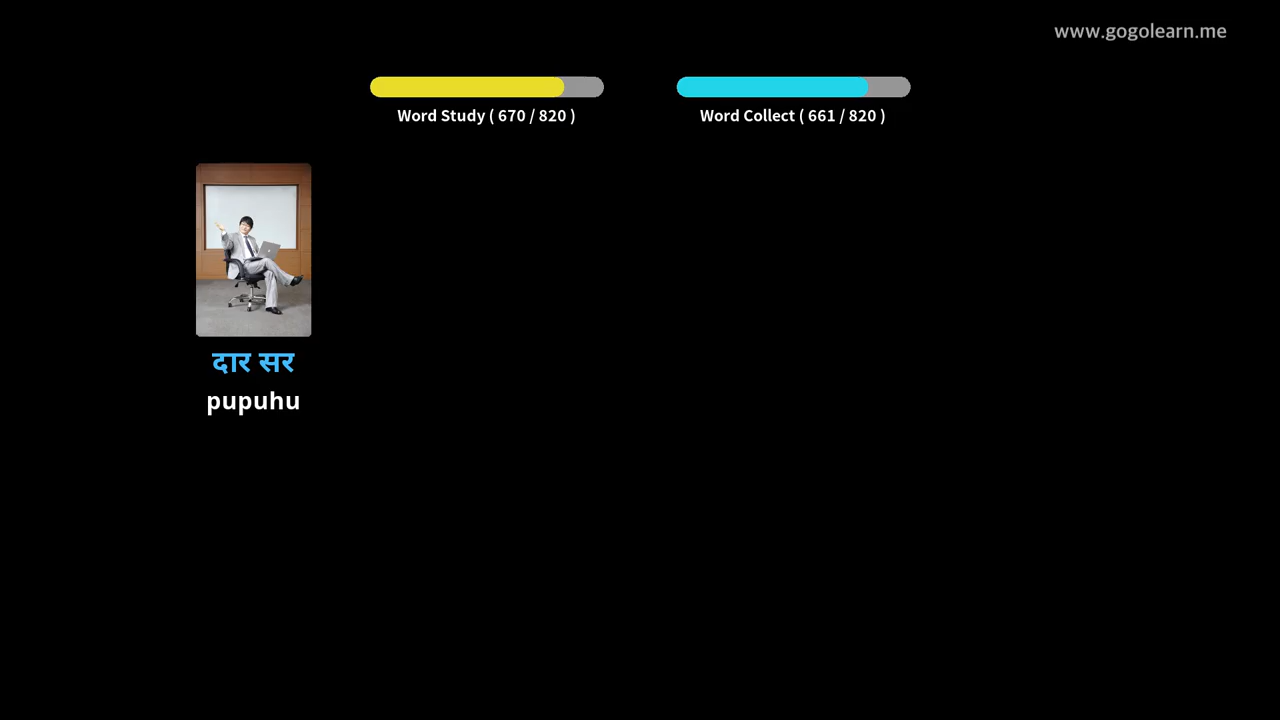 www.gogolearn.me
Word Study ( 670 / 820 )
Word Collect ( 661 / 820 )
दार सर
pupuhu